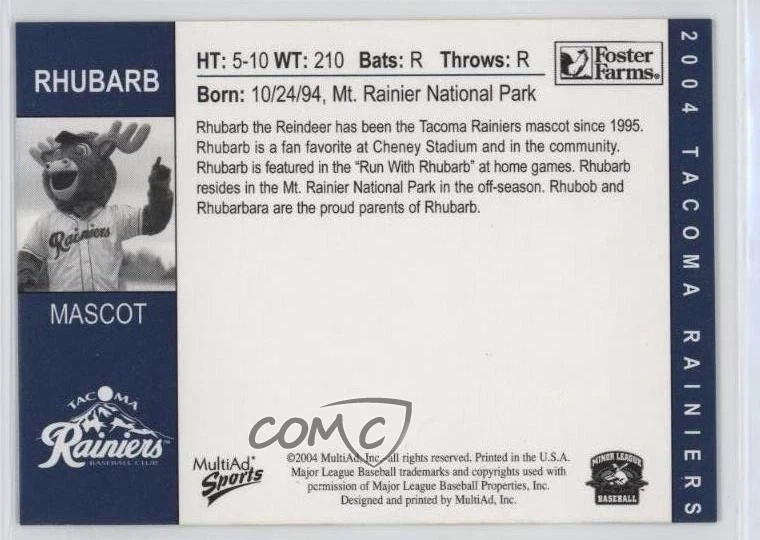 RHUBARB
Rainiers
MASCOT
TACOMA
Rainiers
BASEBALL CLUB
HT: 5-10 WT: 210 Bats: R Throws: R
Foster
Farms®
Born: 10/24/94, Mt. Rainier National Park
Rhubarb the Reindeer has been the Tacoma Rainiers mascot since 1995.
Rhubarb is a fan favorite at Cheney Stadium and in the community.
Rhubarb is featured in the “Run With Rhubarb” at home games. Rhubarb
resides in the Mt. Rainier National Park in the off-season. Rhubob and
Rhubarbara are the proud parents of Rhubarb.
COMC
MultiAd®
Sports
©2004 MultiAd, Inc. all rights reserved. Printed in the U.S.A.
Major League Baseball trademarks and copyrights used with
permission of Major League Baseball Properties, Inc.
Designed and printed by MultiAd, Inc.
MINOR LEAGUE
BASEBALL
2004 TACOMA RAINIERS